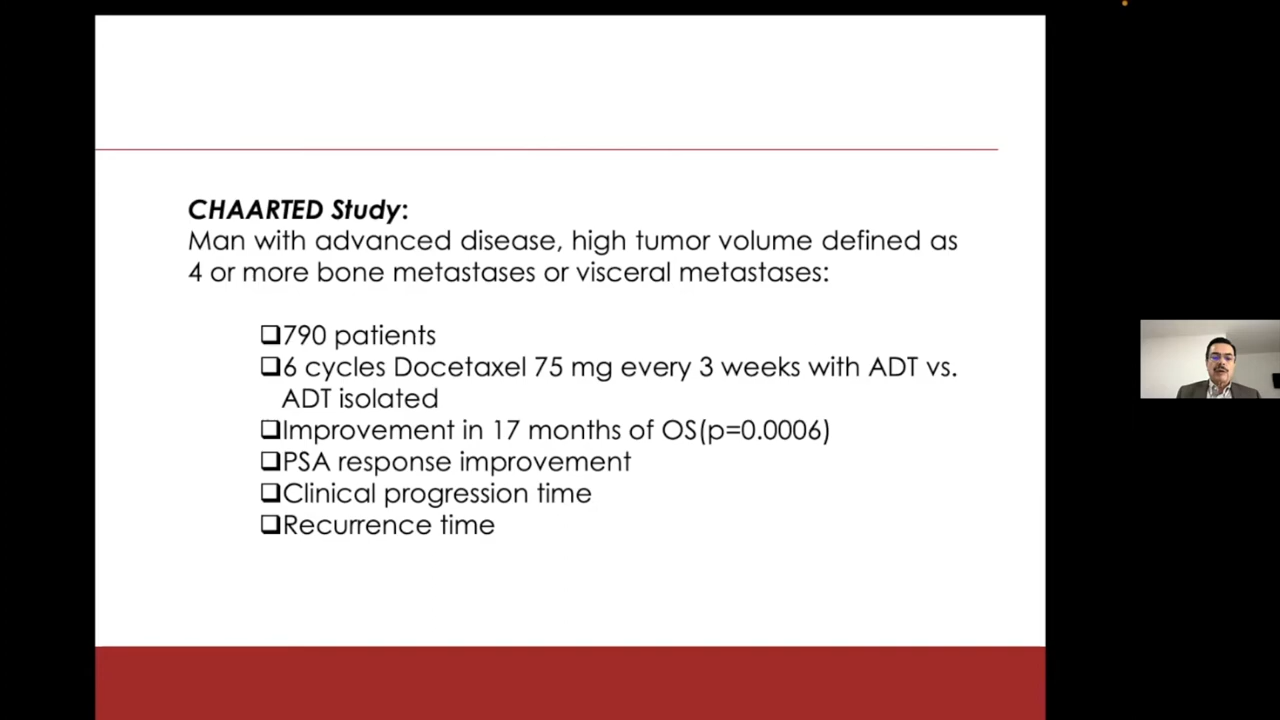 CHAARTED Study:
Man with advanced disease, high tumor volume defined as
4 or more bone metastases or visceral metastases:
❑790 patients
❑6 cycles Docetaxel 75 mg every 3 weeks with ADT vs.
ADT isolated
❑Improvement in 17 months of OS(p=0.0006)
❑PSA response improvement
❑Clinical progression time
❑Recurrence time